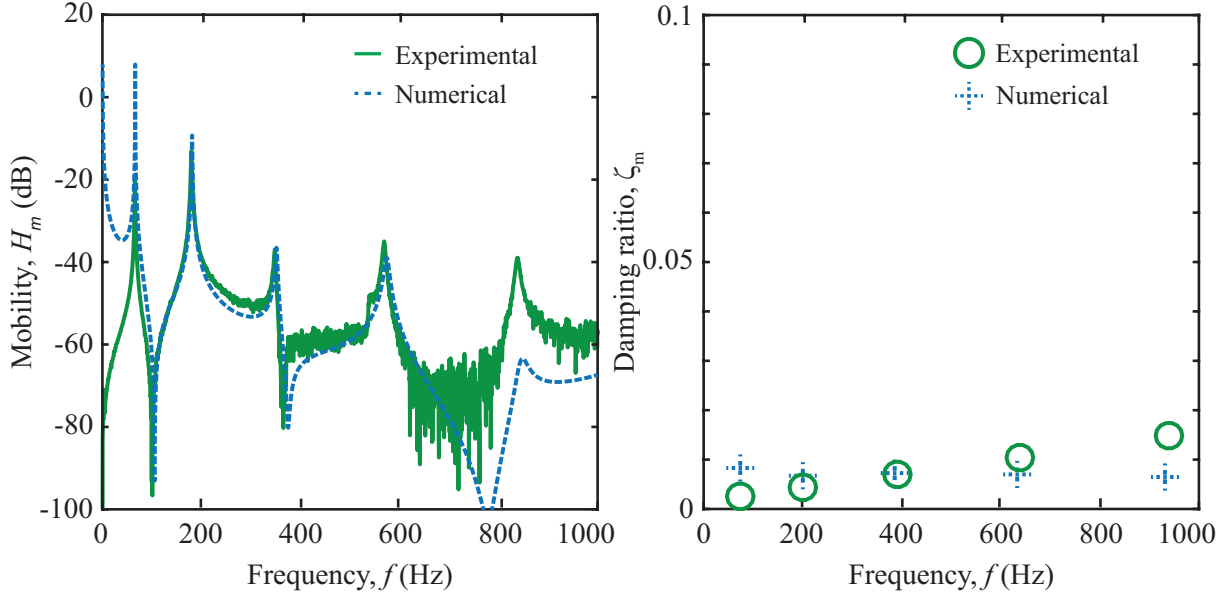 20
0
-20
-40
-60
-80
-100
Mobility, H_m (dB)
Experimental
Numerical
0 200 400 600 800 1000
Frequency, f (Hz)
0.1
0.05
0
Damping raitio, ζ_m
Experimental
Numerical
0 200 400 600 800 1000
Frequency, f (Hz)